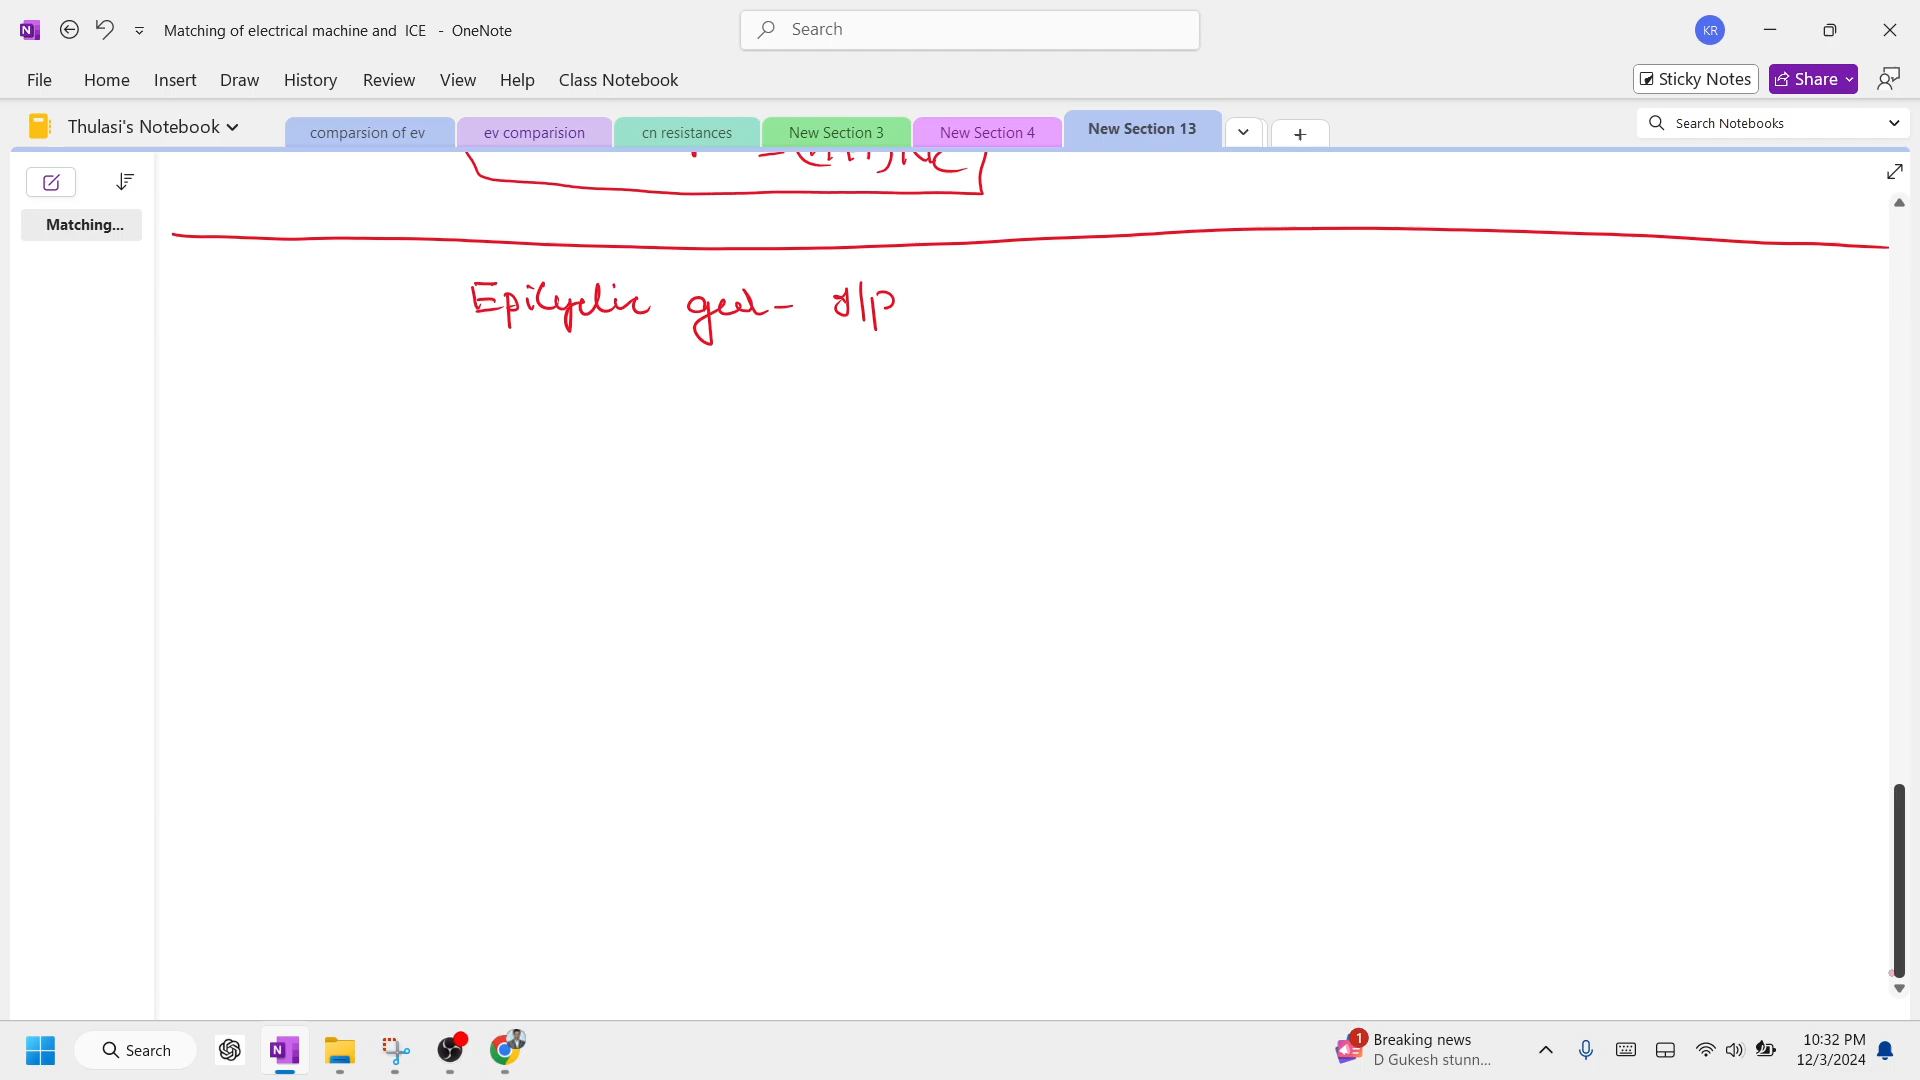 Matching of electrical machine and ICE - OneNote
Search
KR
File Home Insert Draw History Review View Help Class Notebook
Sticky Notes Share
Thulasi's Notebook
comparsion of ev
ev comparision
cn resistances
New Section 3
New Section 4
New Section 13
+
Search Notebooks
Matching...
Epicyclic
Search
1
Breaking news
D Gukesh stunn...
10:32 PM
12/3/2024